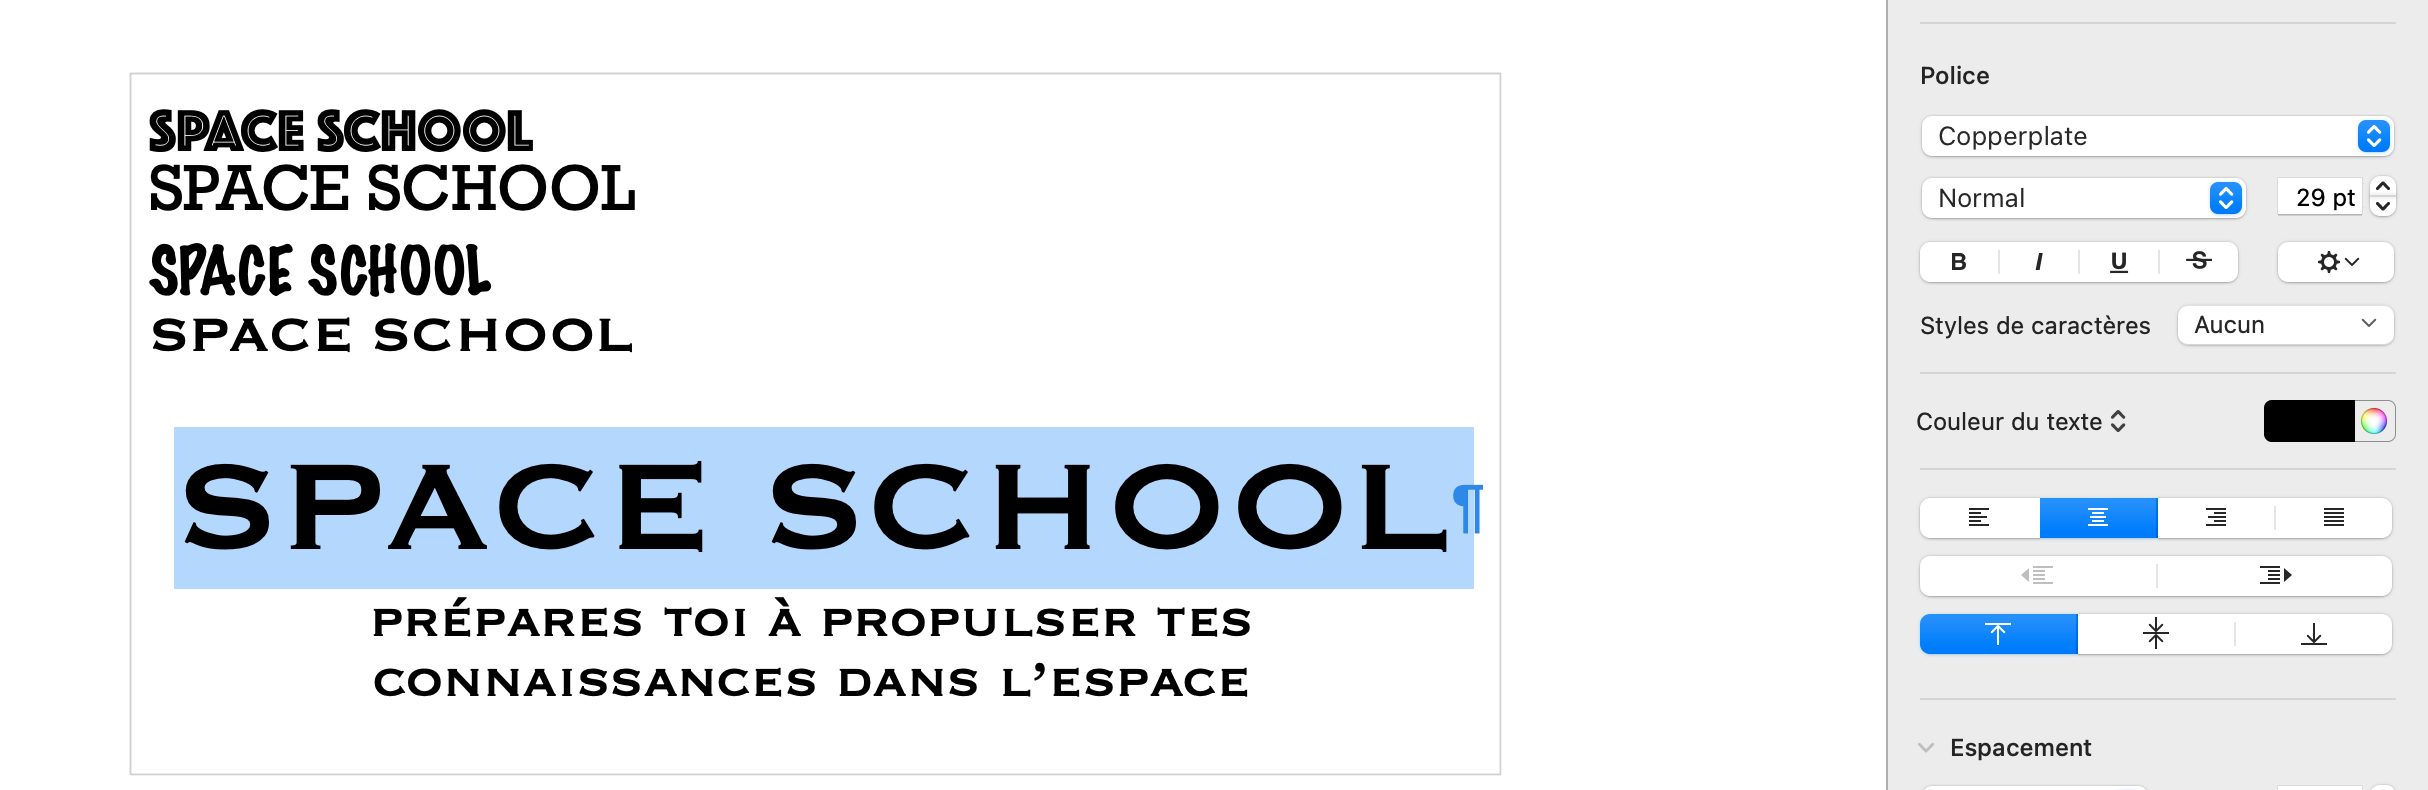 SPACE SCHOOL
SPACE SCHOOL
SPACE SCHOOL
SPACE SCHOOL
SPACE SCHOOL¶
PRÉPARES TOI À PROPULSER TES
CONNAISSANCES DANS L’ESPACE
Police
Copperplate
Normal
29 pt
B I U S
Styles de caractères
Aucun
Couleur du texte
Espacement